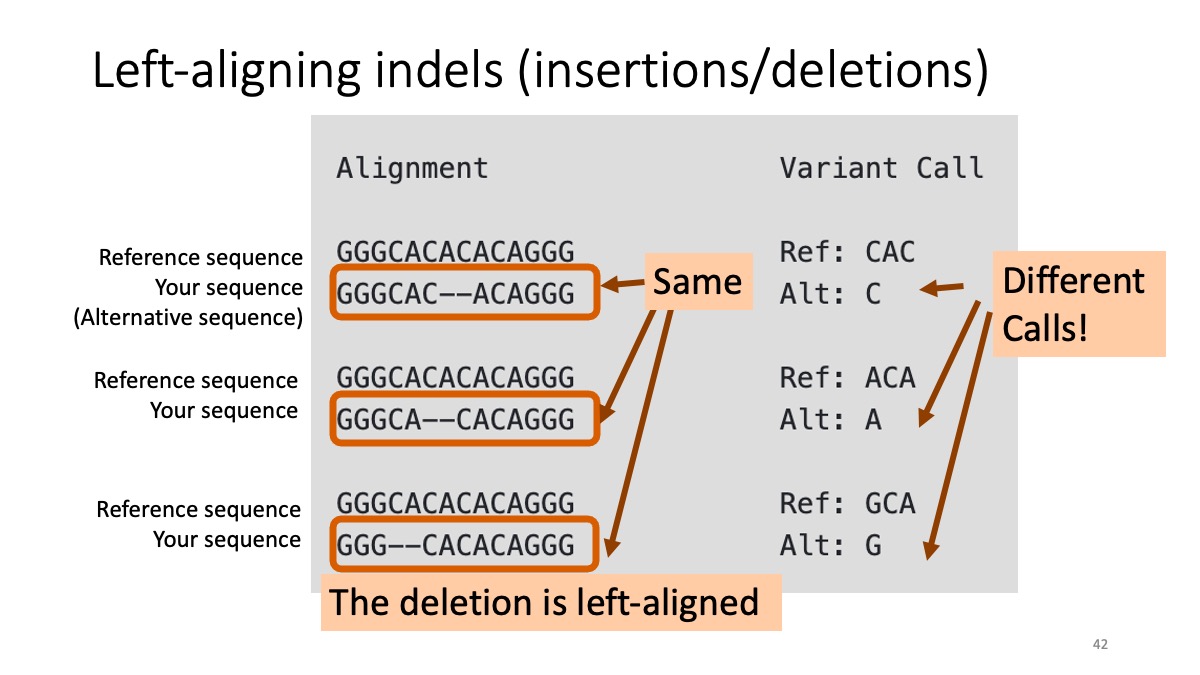 Left-aligning indels (insertions/deletions)
Alignment Variant Call
Reference sequence GGGCACACACAGGG Ref: CAC
Your sequence GGGCAC--ACAGGG Alt: C
(Alternative sequence)
Same
Different
Calls!
Reference sequence GGGCACACACAGGG Ref: ACA
Your sequence GGGCA--CACAGGG Alt: A
Reference sequence GGGCACACACAGGG Ref: GCA
Your sequence GGG--CACACAGGG Alt: G
The deletion is left-aligned
42